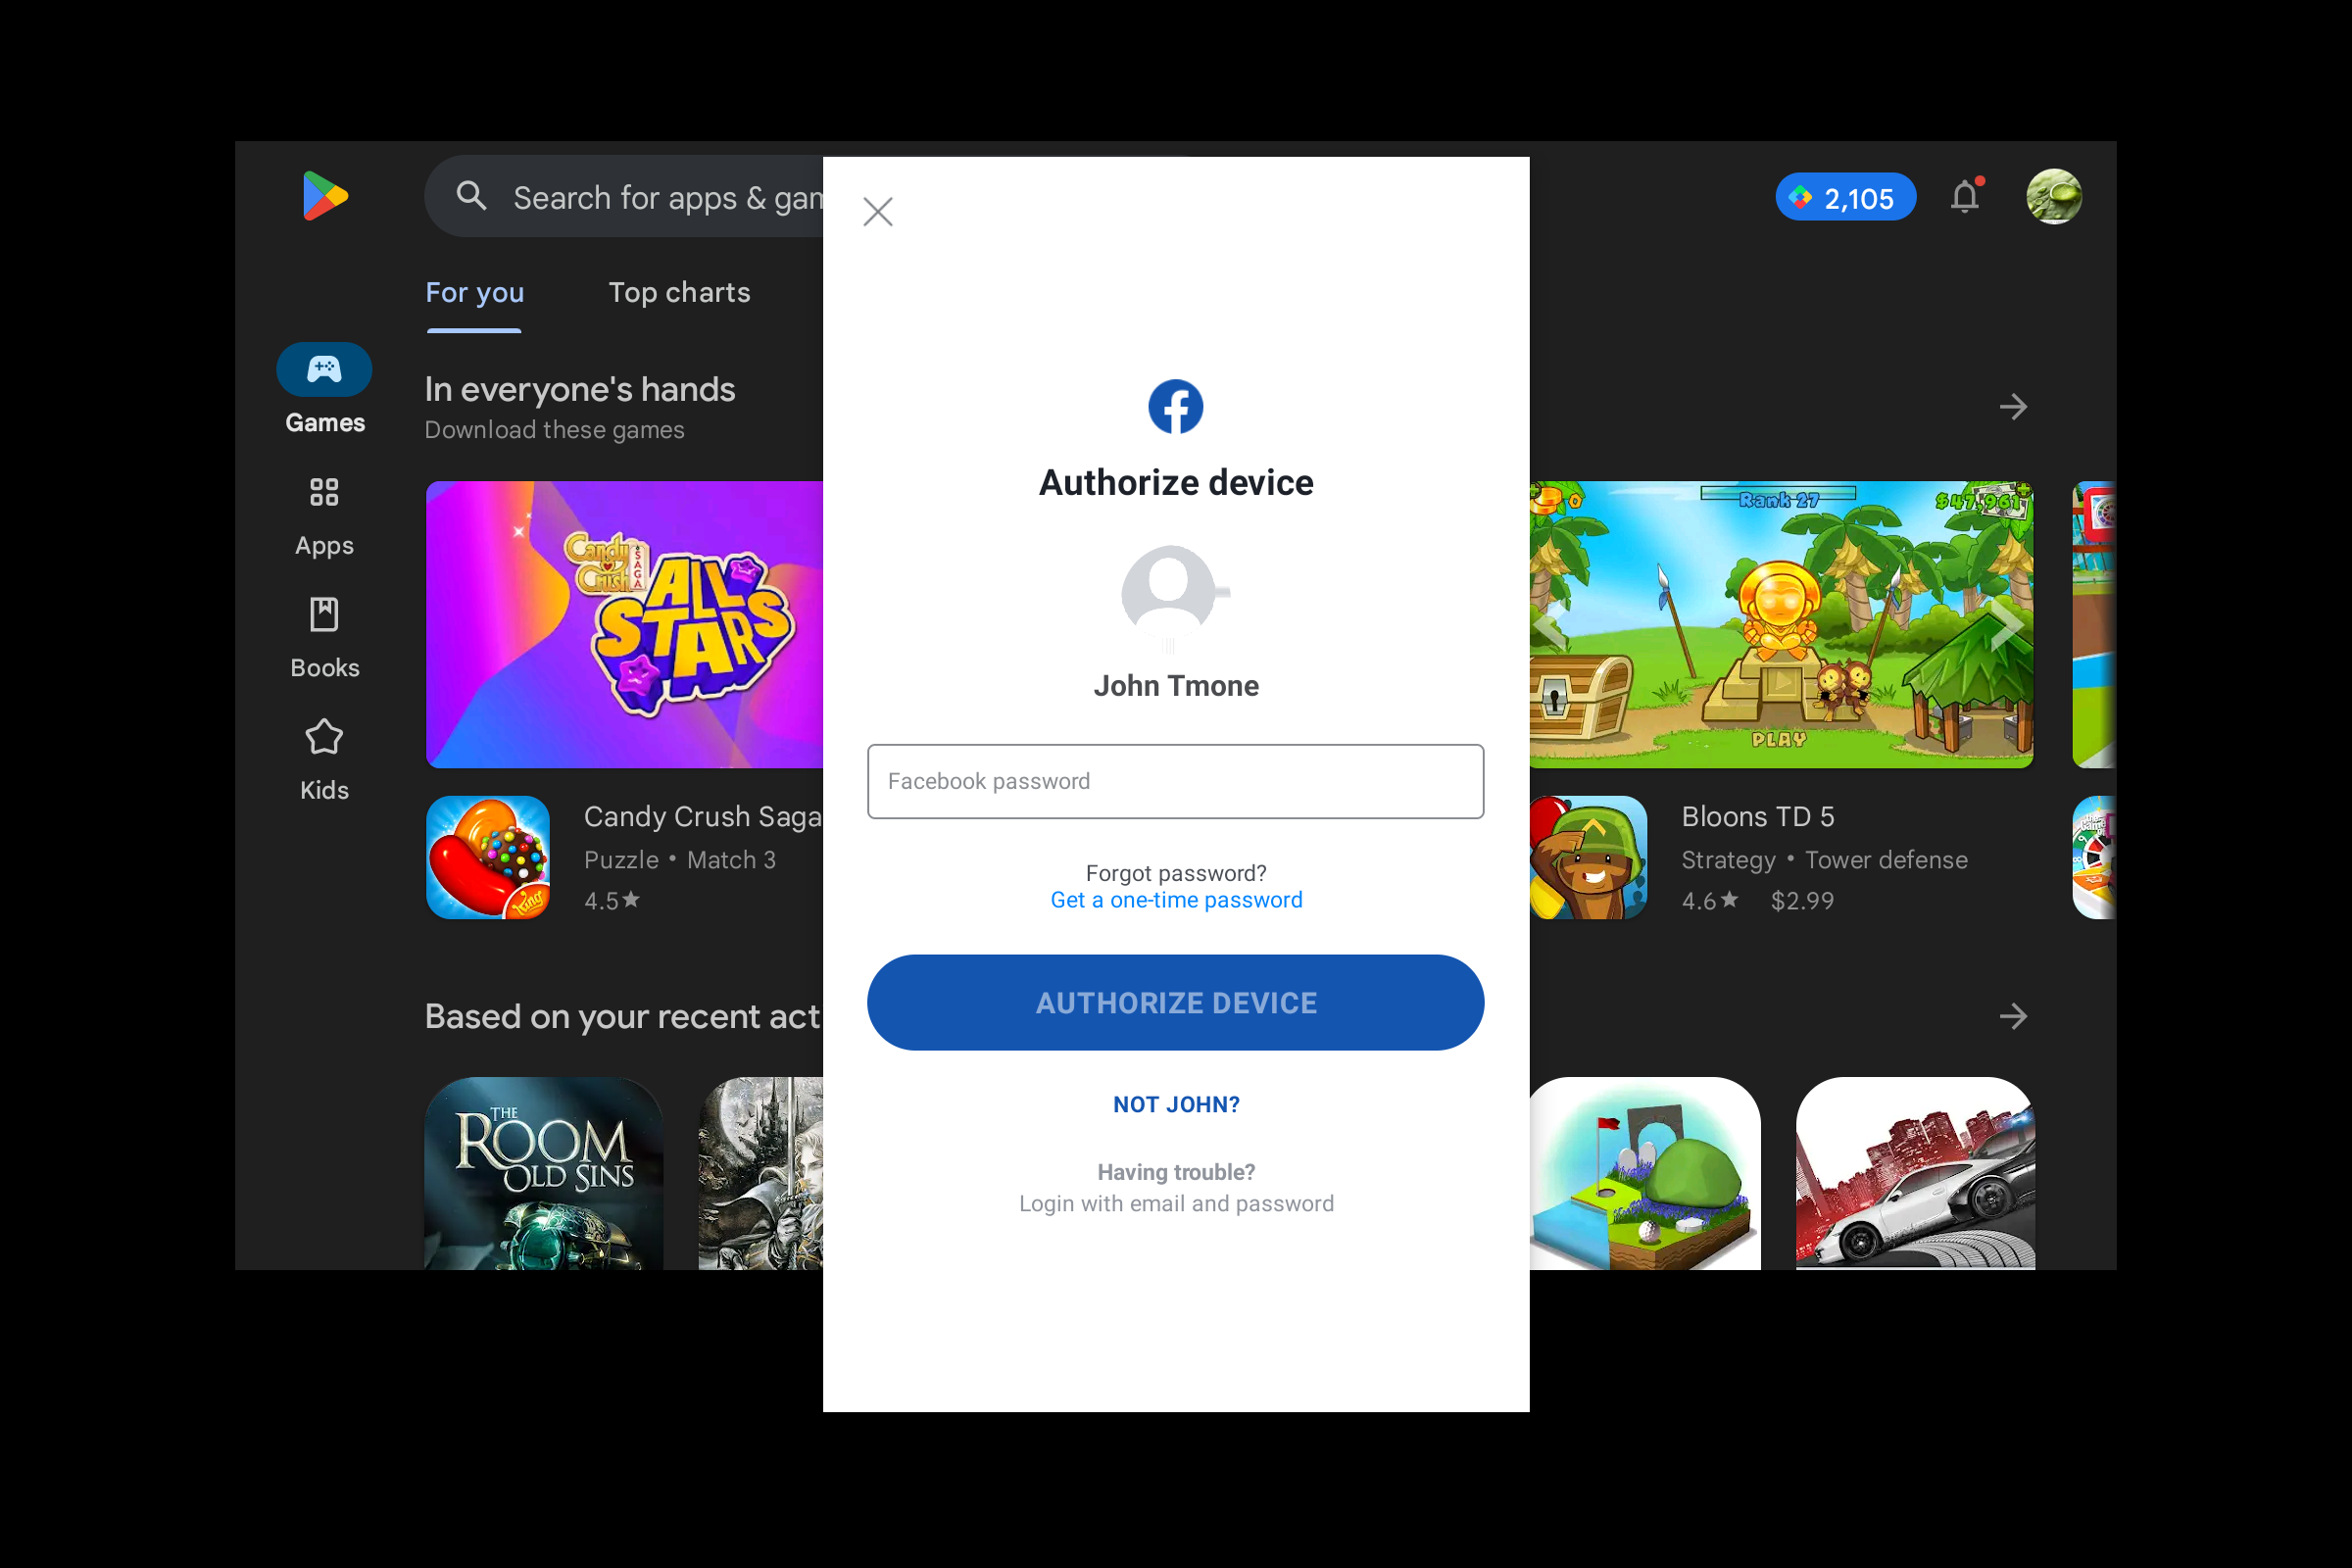 Search for apps & gam
2,105
For you
Top charts
Games
Apps
Books
Kids
In everyone's hands
Download these games
Candy Crush SAGA
ALL STARS
Candy Crush Saga
Puzzle • Match 3
4.5★
King
Authorize device
John Tmone
Facebook password
Forgot password?
Get a one-time password
AUTHORIZE DEVICE
NOT JOHN?
Having trouble?
Login with email and password
0
Rank 27
$47,961
PLAY
Bloons TD 5
Strategy • Tower defense
4.6★ $2.99
Based on your recent act
THE
ROOM
OLD SINS